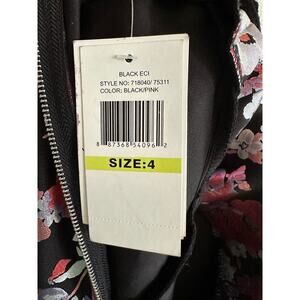 BLACK ECI
STYLE NO: 718040/ 75311
COLOR: BLACK/PINK
8 87368 54096 2
SIZE:4